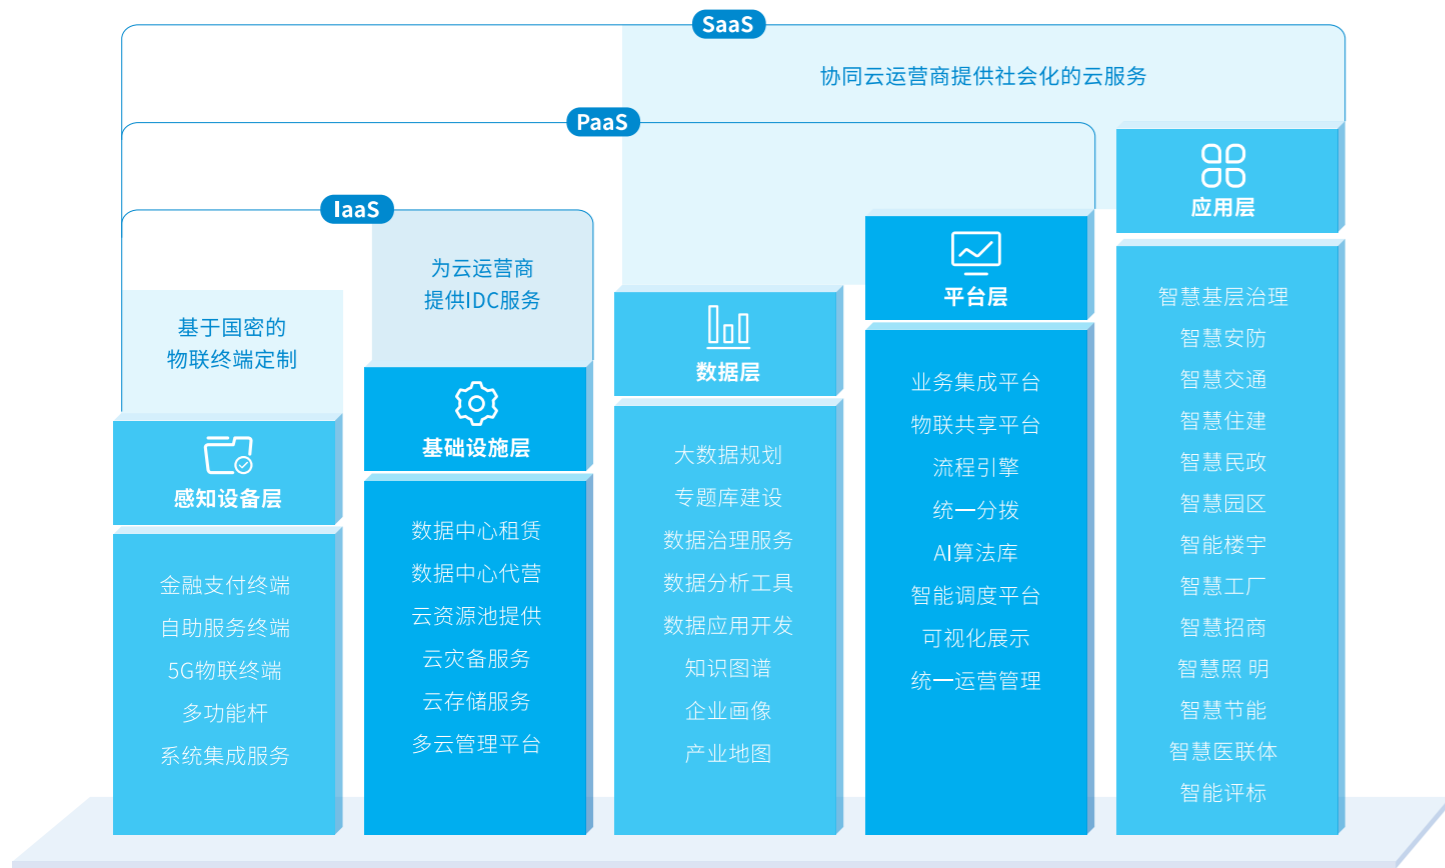 SaaS
协同云运营商提供社会化的云服务
PaaS
IaaS
为云运营商
提供IDC服务
基于国密的
物联终端定制
感知设备层
金融支付终端
自助服务终端
5G物联终端
多功能杆
系统集成服务
基础设施层
数据中心租赁
数据中心代营
云资源池提供
云灾备服务
云存储服务
多云管理平台
数据层
大数据规划
专题库建设
数据治理服务
数据分析工具
数据应用开发
知识图谱
企业画像
产业地图
平台层
业务集成平台
物联共享平台
流程引擎
统一分拨
AI算法库
智能调度平台
可视化展示
统一运营管理
应用层
智慧基层治理
智慧安防
智慧交通
智慧住建
智慧民政
智慧园区
智能楼宇
智慧工厂
智慧招商
智慧照 明
智慧节能
智慧医联体
智能评标